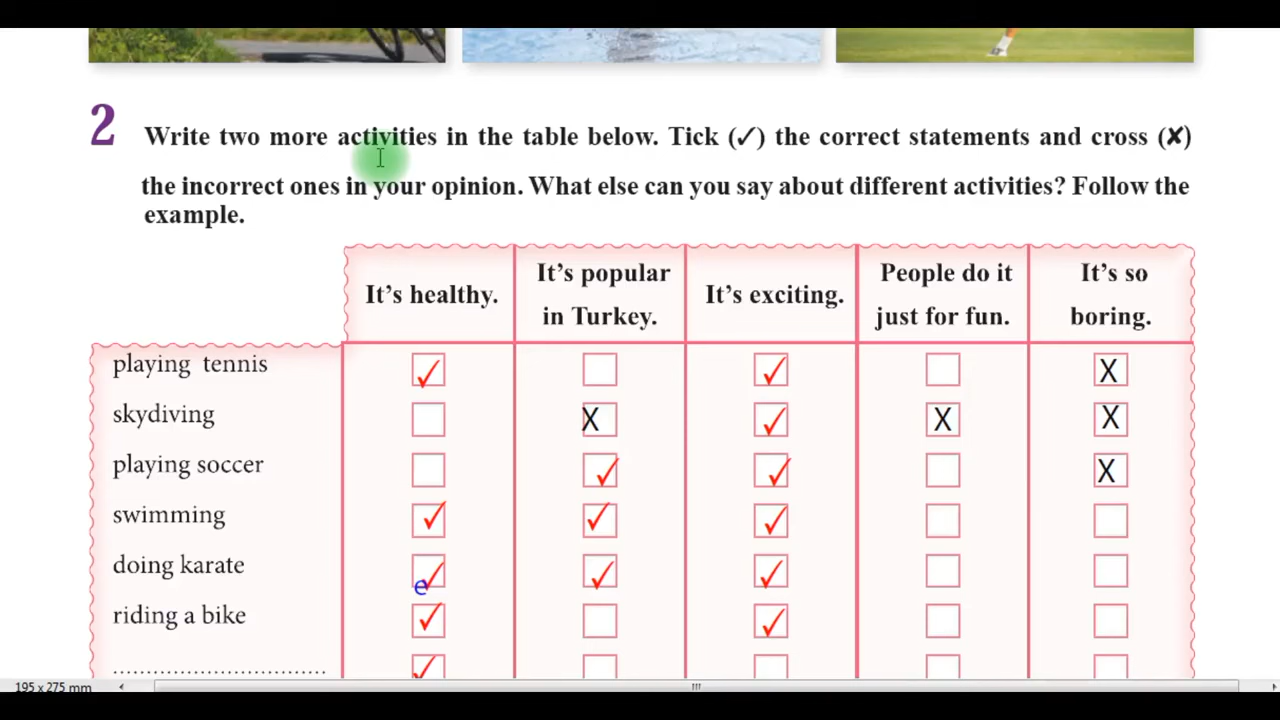 2
Write two more activities in the table below. Tick (✓) the correct statements and cross (✘)
the incorrect ones in your opinion. What else can you say about different activities? Follow the
example.
It's healthy. It's popular in Turkey. It's exciting. People do it just for fun. It's so boring.
playing tennis ✓ ✓ X
skydiving X ✓ X X
playing soccer ✓ ✓ X
swimming ✓ ✓ ✓
doing karate e✓ ✓ ✓
riding a bike ✓ ✓
.................................. ✓
195 x 275 mm